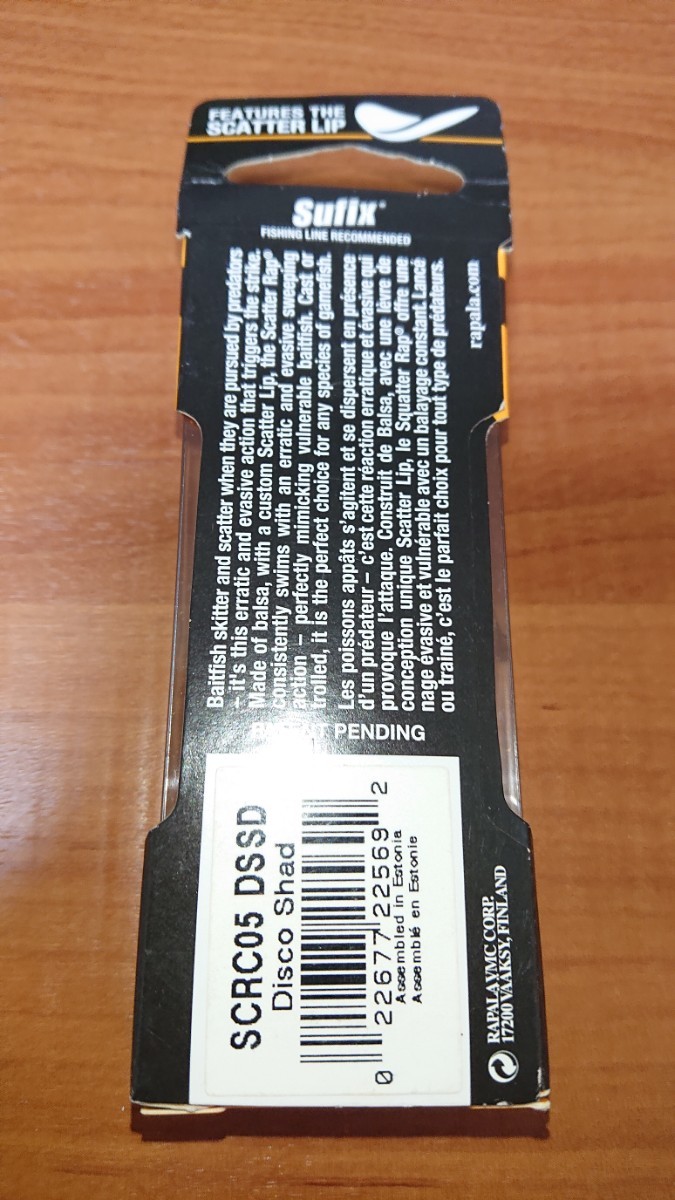 FEATURES THE
SCATTER LIP
Sufix®
FISHING LINE RECOMMENDED
Baitfish skitter and scatter when they are pursued by predators
– it's this erratic and evasive action that triggers the strike.
Made of balsa, with a custom Scatter Lip, the Scatter Rap®
consistently swims with an erratic and evasive sweeping
action – perfectly mimicking vulnerable baitfish. Cast or
trolled, it is the perfect choice for any species of gamefish.
Les poissons appâts s'agitent et se dispersent en présence
d'un prédateur – c'est cette réaction erratique et évasive qui
provoque l'attaque. Construit de Balsa, avec une lèvre de
conception unique Scatter Lip, le Squatter Rap® offre une
nage évasive et vulnérable avec un balayage constant. Lancé
ou trainé, c'est le parfait choix pour tout type de prédateurs.
rapala.com
PATENT PENDING
SCRC05 DSSD
Disco Shad
0 22677 22569 2
Assembled in Estonia
Assemblé en Estonie
RAPALA VMC CORP.
17200 VÄÄKSY, FINLAND